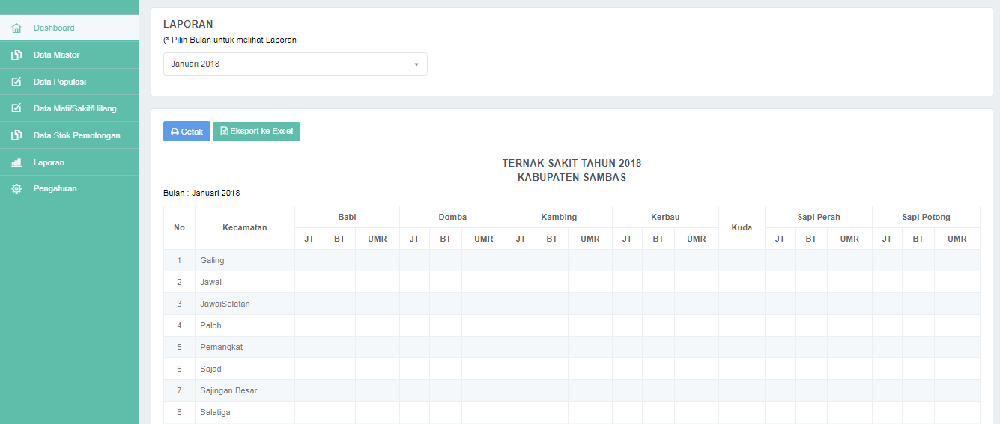 Dashboard
Data Master
Data Populasi
Data Mati/Sakit/Hilang
Data Stok Pemotongan
Laporan
Pengaturan
LAPORAN
(* Pilih Bulan untuk melihat Laporan
Januari 2018
Cetak Eksport ke Excel
TERNAK SAKIT TAHUN 2018
KABUPATEN SAMBAS
Bulan : Januari 2018
No Kecamatan Babi Domba Kambing Kerbau Kuda Sapi Perah Sapi Potong
JT BT UMR JT BT UMR JT BT UMR JT BT UMR JT BT UMR JT BT UMR
1 Galing
2 Jawai
3 JawaiSelatan
4 Paloh
5 Pemangkat
6 Sajad
7 Sajingan Besar
8 Salatiga